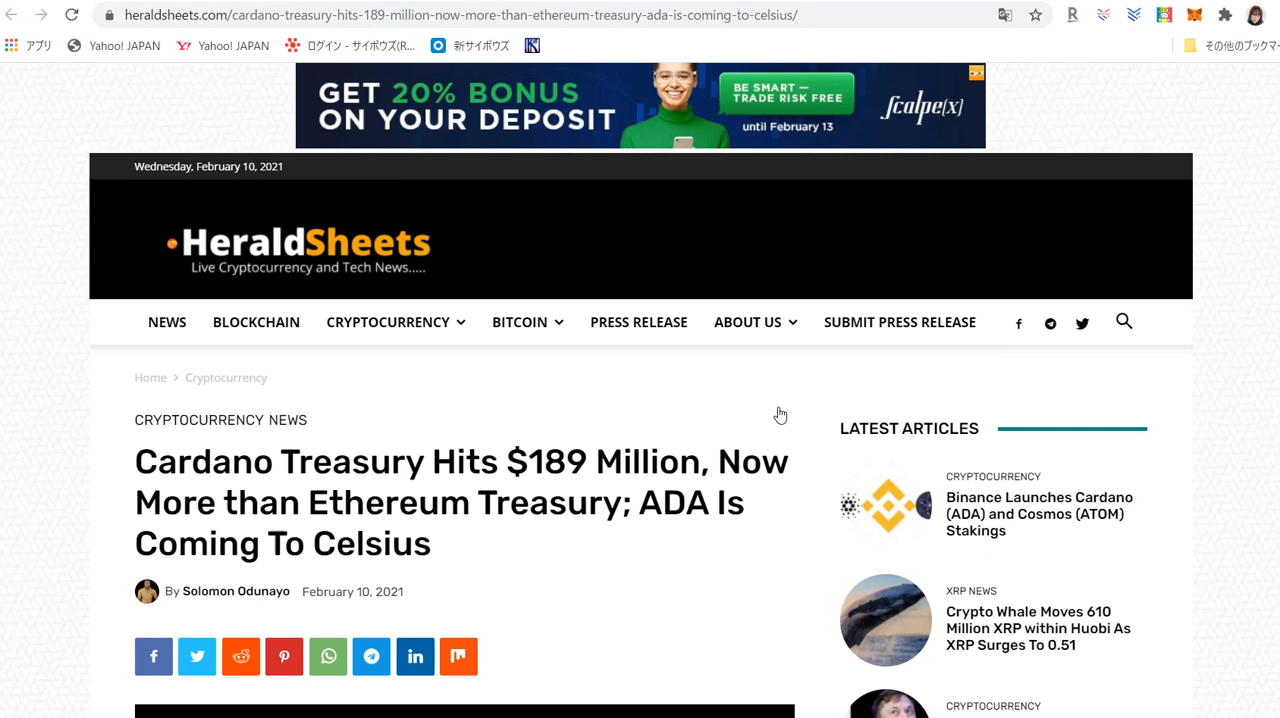 heraldsheets.com/cardano-treasury-hits-189-million-now-more-than-ethereum-treasury-ada-is-coming-to-celsius/
アプリ
Yahoo! JAPAN
Yahoo! JAPAN
ログイン - サイボウズ(R...
新サイボウズ
その他のブックマ
GET 20% BONUS
ON YOUR DEPOSIT
BE SMART —
TRADE RISK FREE
until February 13
scalpe[x]
Wednesday, February 10, 2021
HeraldSheets
Live Cryptocurrency and Tech News.....
NEWS BLOCKCHAIN CRYPTOCURRENCY BITCOIN PRESS RELEASE ABOUT US SUBMIT PRESS RELEASE
Home > Cryptocurrency
CRYPTOCURRENCY NEWS
Cardano Treasury Hits $189 Million, Now
More than Ethereum Treasury; ADA Is
Coming To Celsius
By Solomon Odunayo February 10, 2021
LATEST ARTICLES
CRYPTOCURRENCY
Binance Launches Cardano
(ADA) and Cosmos (ATOM)
Stakings
XRP NEWS
Crypto Whale Moves 610
Million XRP within Huobi As
XRP Surges To 0.51
CRYPTOCURRENCY